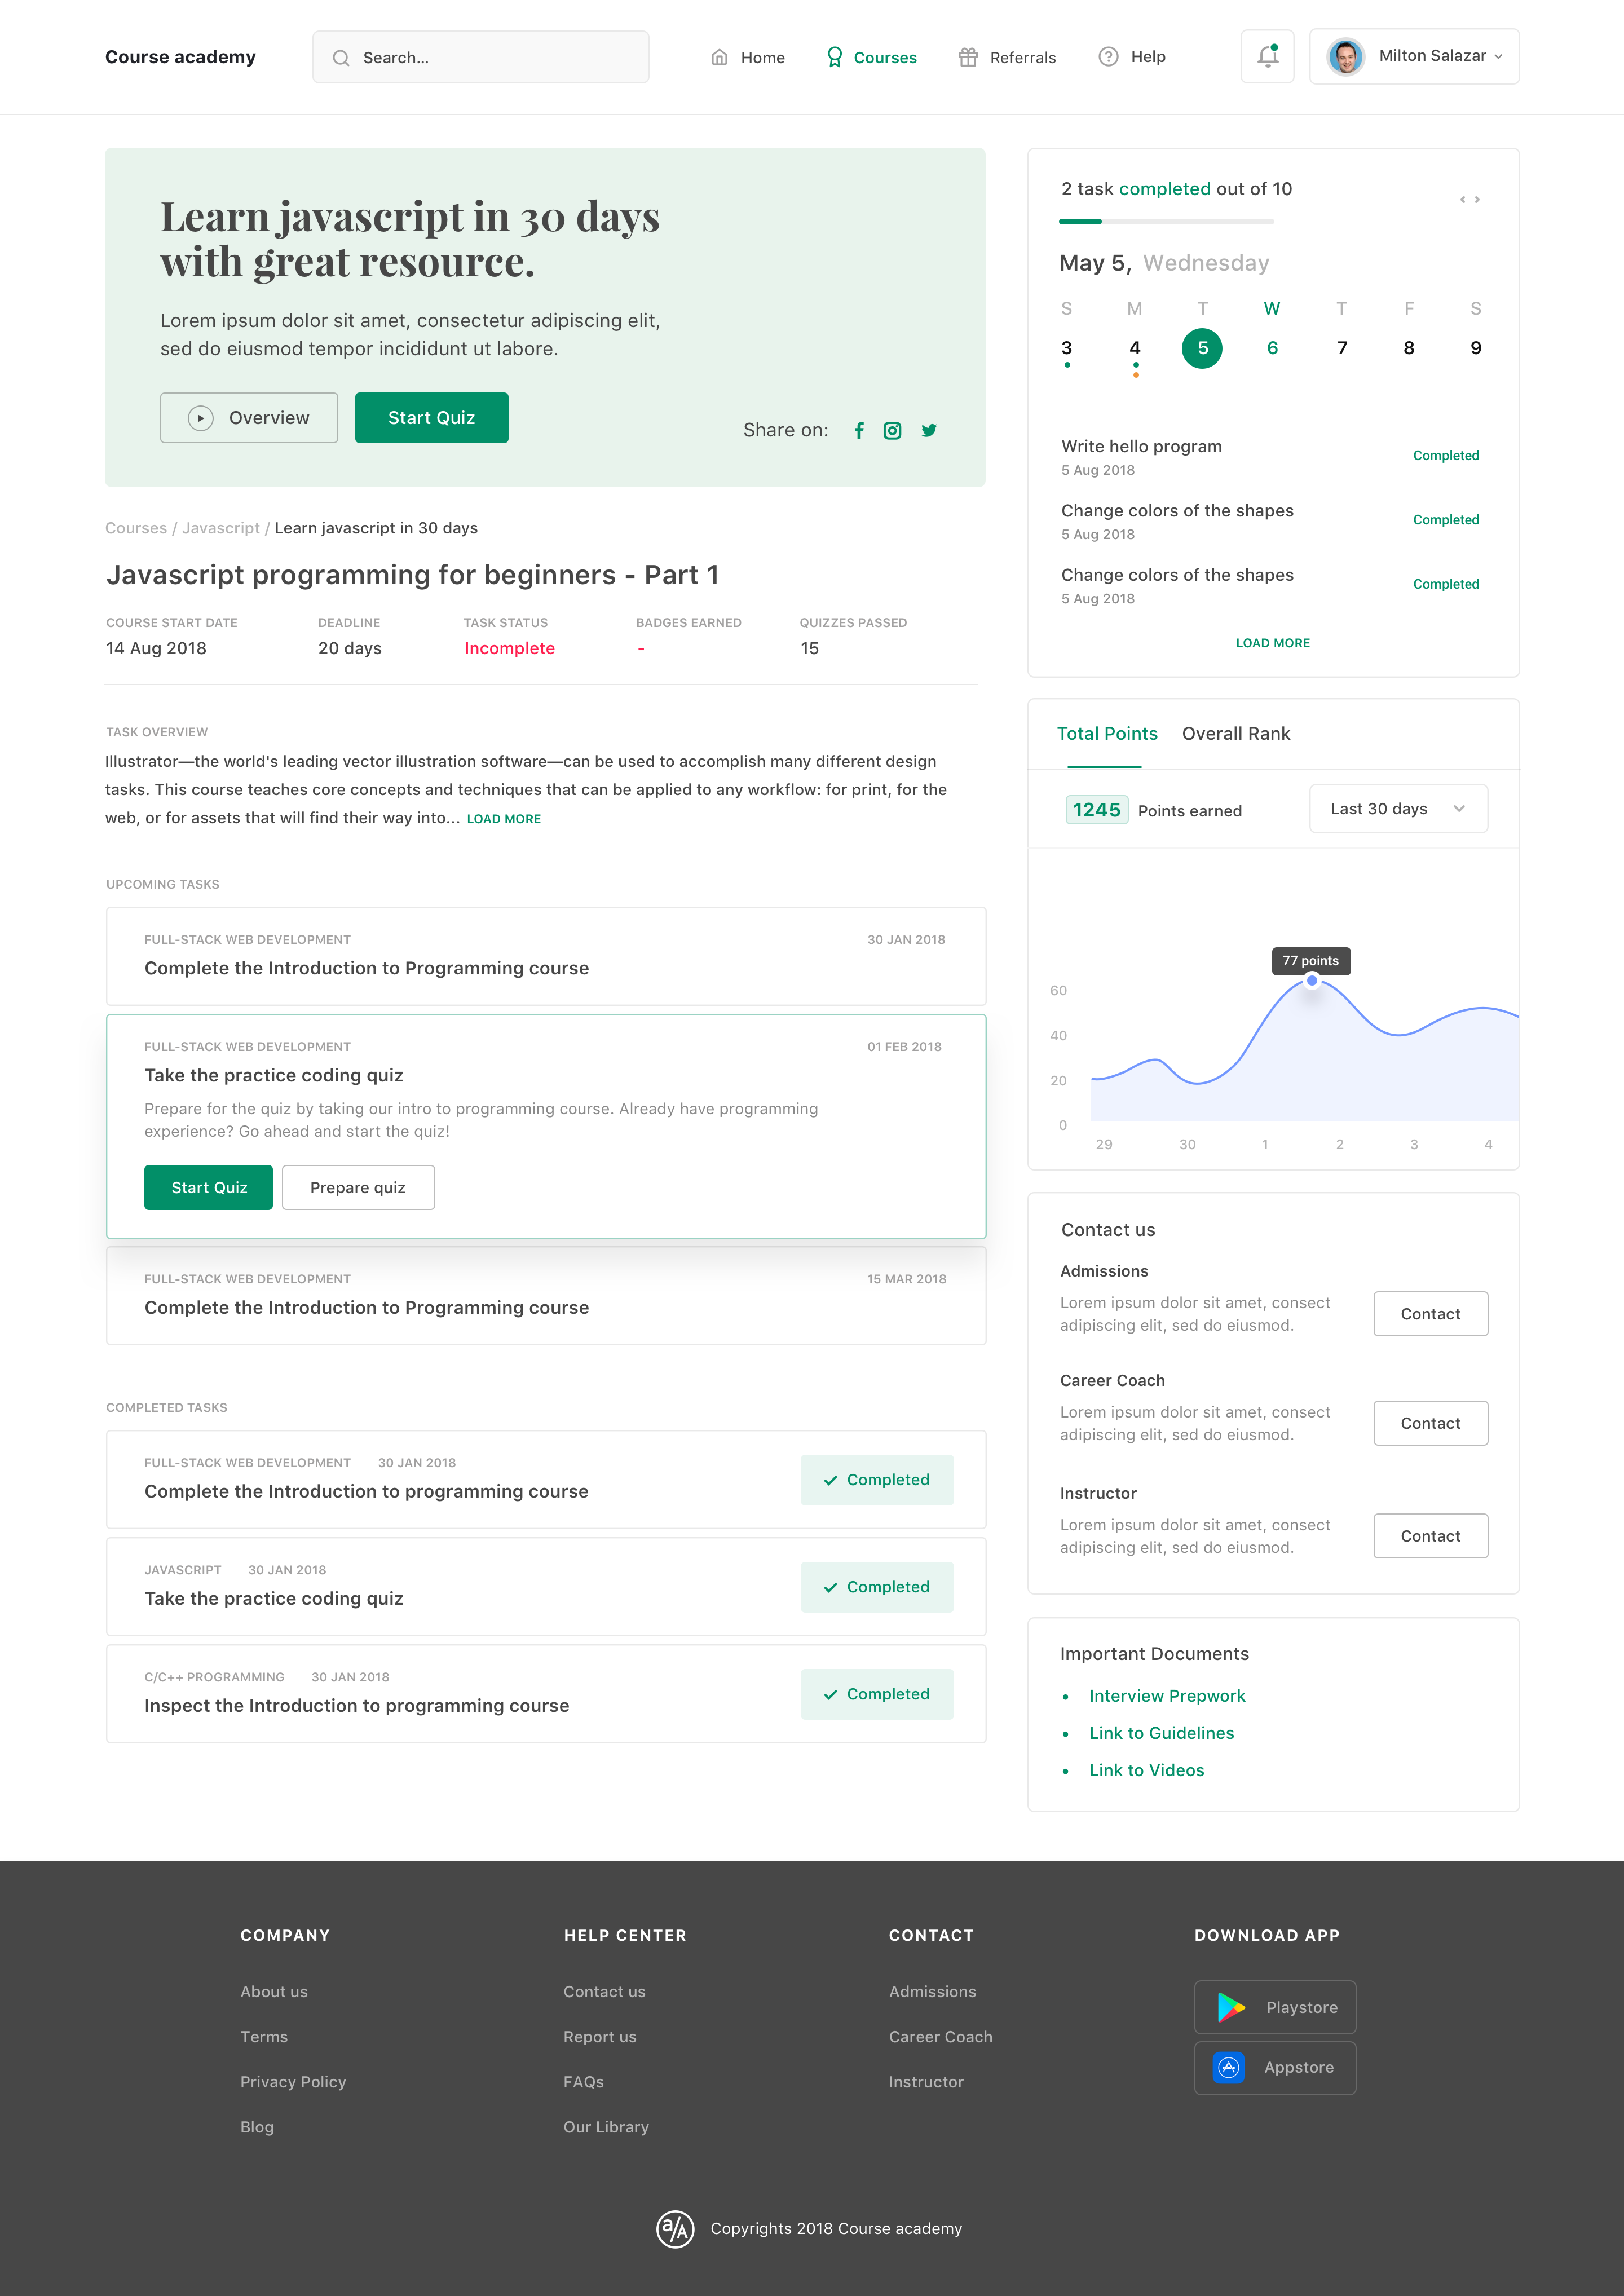 Course academy
Search...
Home
Courses
Referrals
Help
Milton Salazar
Learn javascript in 30 days
with great resource.
Lorem ipsum dolor sit amet, consectetur adipiscing elit,
sed do eiusmod tempor incididunt ut labore.
Overview
Start Quiz
Share on:
Courses / Javascript / Learn javascript in 30 days
Javascript programming for beginners - Part 1
COURSE START DATE
14 Aug 2018
DEADLINE
20 days
TASK STATUS
Incomplete
BADGES EARNED
-
QUIZZES PASSED
15
TASK OVERVIEW
Illustrator—the world's leading vector illustration software—can be used to accomplish many different design
tasks. This course teaches core concepts and techniques that can be applied to any workflow: for print, for the
web, or for assets that will find their way into... LOAD MORE
UPCOMING TASKS
FULL-STACK WEB DEVELOPMENT
30 JAN 2018
Complete the Introduction to Programming course
FULL-STACK WEB DEVELOPMENT
01 FEB 2018
Take the practice coding quiz
Prepare for the quiz by taking our intro to programming course. Already have programming
experience? Go ahead and start the quiz!
Start Quiz
Prepare quiz
FULL-STACK WEB DEVELOPMENT
15 MAR 2018
Complete the Introduction to Programming course
COMPLETED TASKS
FULL-STACK WEB DEVELOPMENT 30 JAN 2018
Complete the Introduction to programming course
Completed
JAVASCRIPT 30 JAN 2018
Take the practice coding quiz
Completed
C/C++ PROGRAMMING 30 JAN 2018
Inspect the Introduction to programming course
Completed
2 task completed out of 10
May 5, Wednesday
S M T W T F S
3 4 5 6 7 8 9
Write hello program
5 Aug 2018
Completed
Change colors of the shapes
5 Aug 2018
Completed
Change colors of the shapes
5 Aug 2018
Completed
LOAD MORE
Total Points
Overall Rank
1245 Points earned
Last 30 days
77 points
60
40
20
0
29 30 1 2 3 4
Contact us
Admissions
Lorem ipsum dolor sit amet, consect
adipiscing elit, sed do eiusmod.
Contact
Career Coach
Lorem ipsum dolor sit amet, consect
adipiscing elit, sed do eiusmod.
Contact
Instructor
Lorem ipsum dolor sit amet, consect
adipiscing elit, sed do eiusmod.
Contact
Important Documents
• Interview Prepwork
• Link to Guidelines
• Link to Videos
COMPANY
About us
Terms
Privacy Policy
Blog
HELP CENTER
Contact us
Report us
FAQs
Our Library
CONTACT
Admissions
Career Coach
Instructor
DOWNLOAD APP
Playstore
Appstore
a/A
Copyrights 2018 Course academy